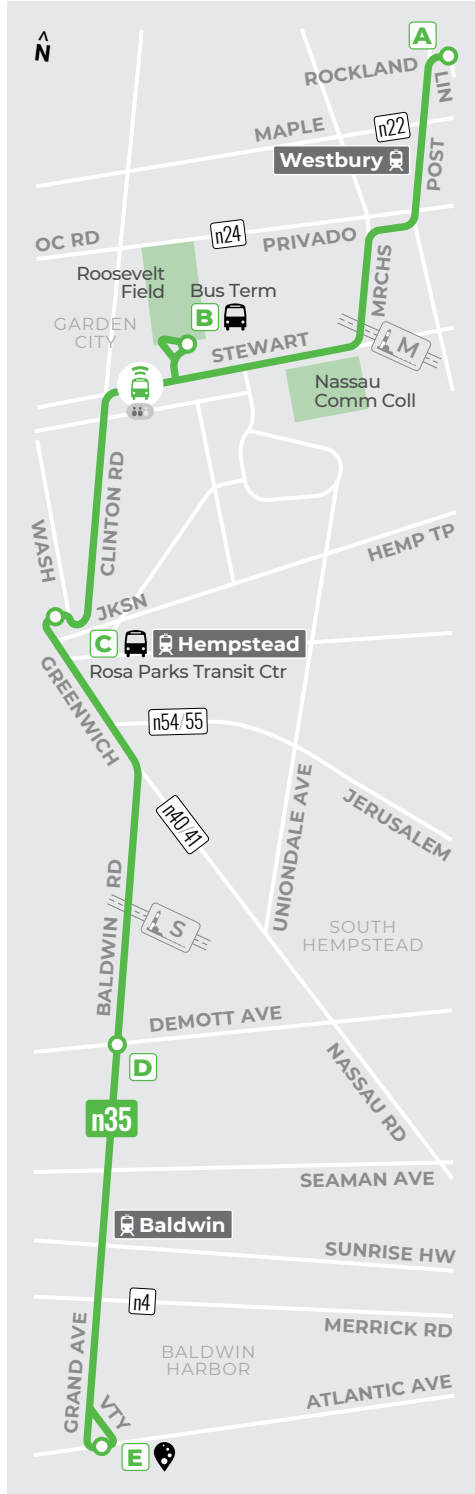 N
A
ROCKLAND
LIN
MAPLE
n22
Westbury
POST
OC RD
n24
PRIVADO
MRCHS
Roosevelt
Field
Bus Term
B
GARDEN
CITY
STEWART
M
Nassau
Comm Coll
CLINTON RD
WASH
HEMP TP
JKSN
C
Hempstead
Rosa Parks Transit Ctr
GREENWICH
n54/55
n40/41
JERUSALEM
UNIONDALE AVE
BALDWIN RD
S
SOUTH
HEMPSTEAD
DEMOTT AVE
D
NASSAU RD
n35
SEAMAN AVE
Baldwin
SUNRISE HW
n4
MERRICK RD
BALDWIN
HARBOR
GRAND AVE
VTY
ATLANTIC AVE
E